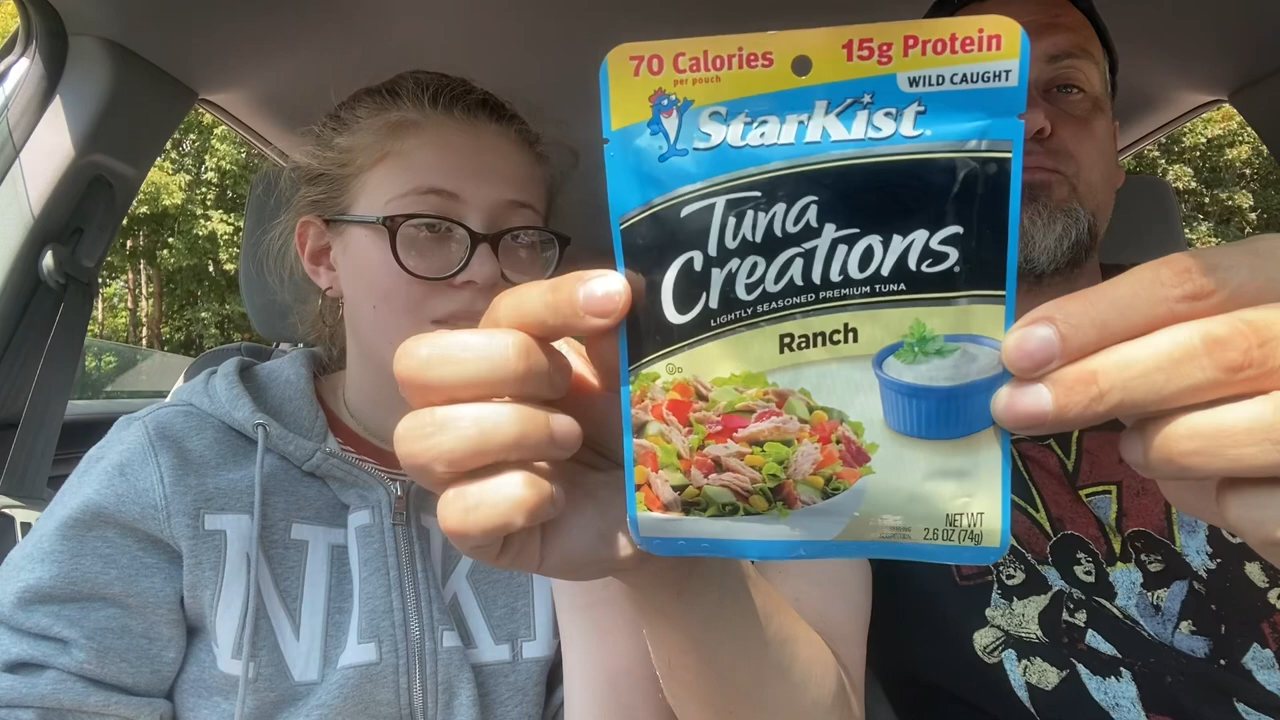 70 Calories
per pouch
15g Protein
WILD CAUGHT
StarKist
Tuna
Creations
LIGHTLY SEASONED PREMIUM TUNA
Ranch
NET WT
2.6 OZ (74g)